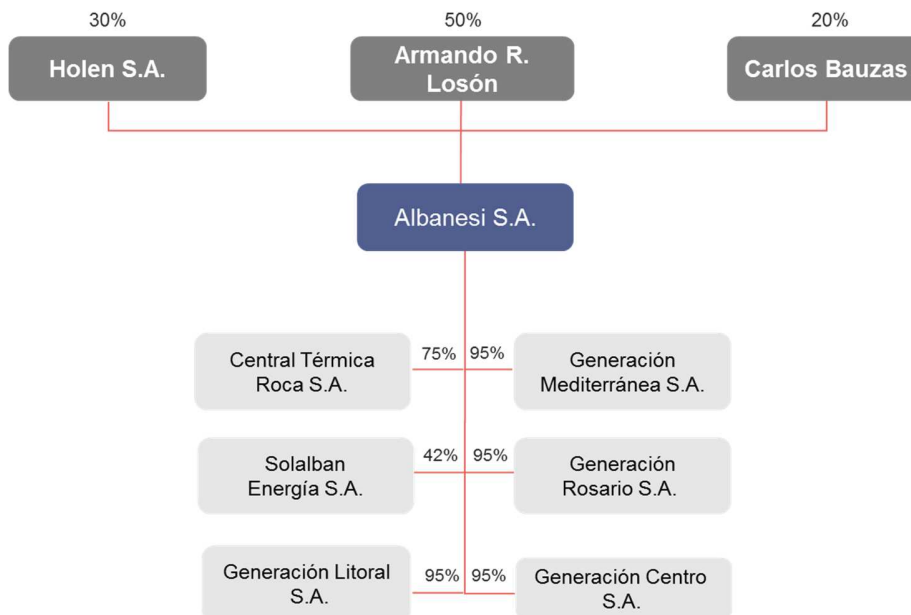 30%
50%
20%
Holen S.A.
Armando R.
Losón
Carlos Bauzas
Albanesi S.A.
Central Térmica
Roca S.A.
75%
95%
Generación
Mediterránea S.A.
Solalban
Energía S.A.
42%
95%
Generación
Rosario S.A.
Generación Litoral
S.A.
95%
95%
Generación Centro
S.A.